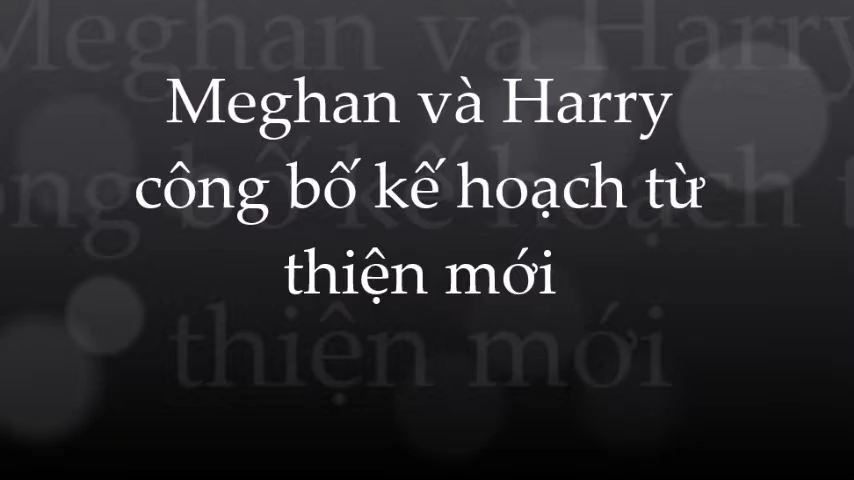 Meghan và Harry
công bố kế hoạch từ
thiện mới